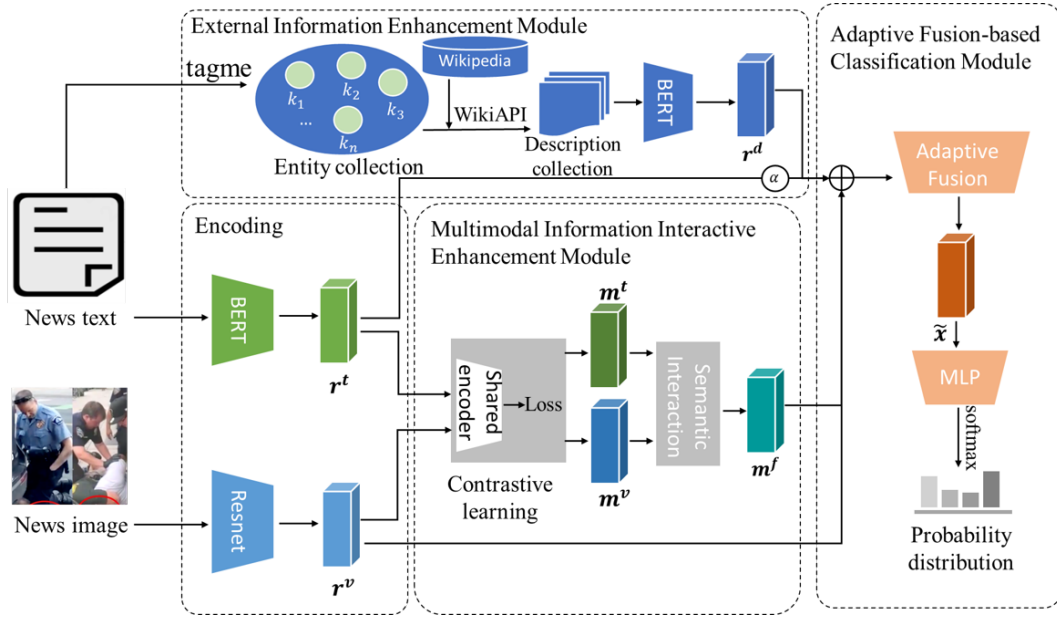 External Information Enhancement Module
Adaptive Fusion-based
Classification Module
tagme
k₁
k₂
k₃
...
kₙ
Entity collection
Wikipedia
WikiAPI
Description
collection
BERT
r^d
α
Adaptive
Fusion
x̃
MLP
softmax
Probability
distribution
News text
Encoding
BERT
r^t
Multimodal Information Interactive
Enhancement Module
Shared
encoder
Loss
Contrastive
learning
m^t
m^v
Semantic
Interaction
m^f
News image
Resnet
r^v